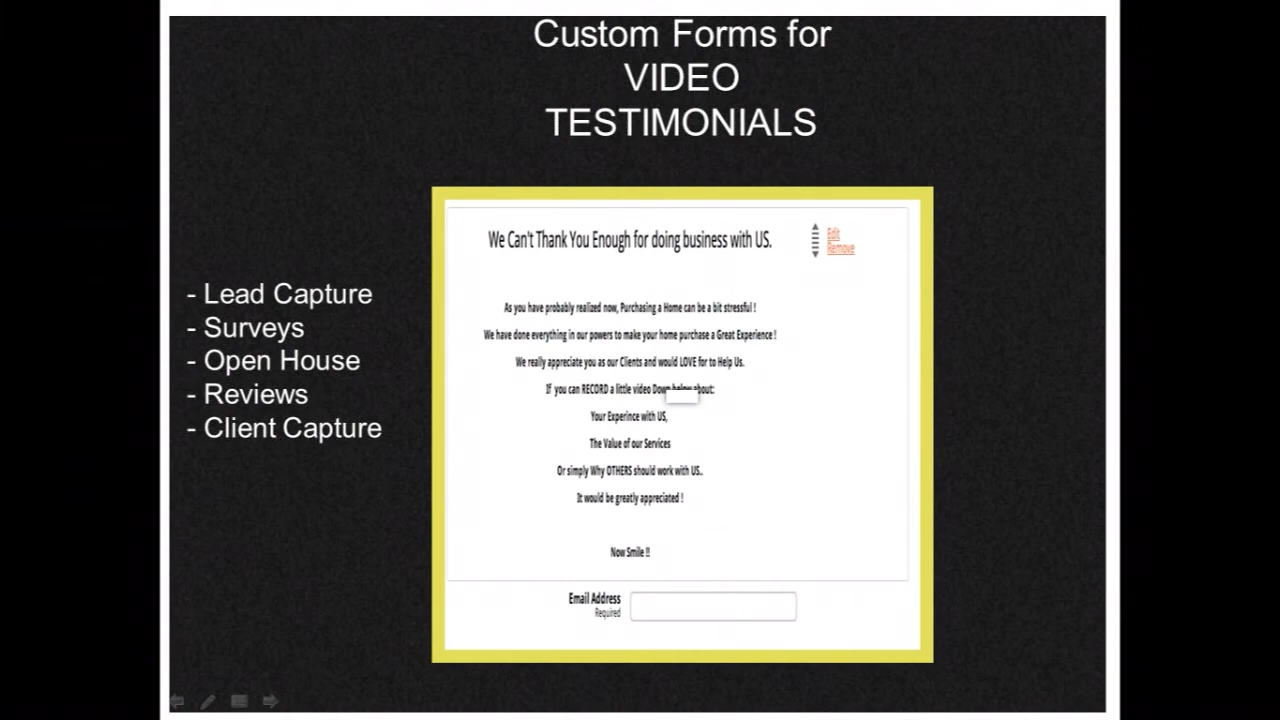 Custom Forms for
VIDEO
TESTIMONIALS
- Lead Capture
- Surveys
- Open House
- Reviews
- Client Capture
We Can't Thank You Enough for doing business with US.
Edit
Remove
As you have probably realized now, Purchasing a Home can be a bit stressful !
We have done everything in our powers to make your home purchase a Great Experience !
We really appreciate you as our Clients and would LOVE for to Help Us.
If you can RECORD a little video Down below about:
Your Experince with US,
The Value of our Services
Or simply Why OTHERS should work with US..
It would be greatly appreciated !
Now Smile !!
Email Address
Required